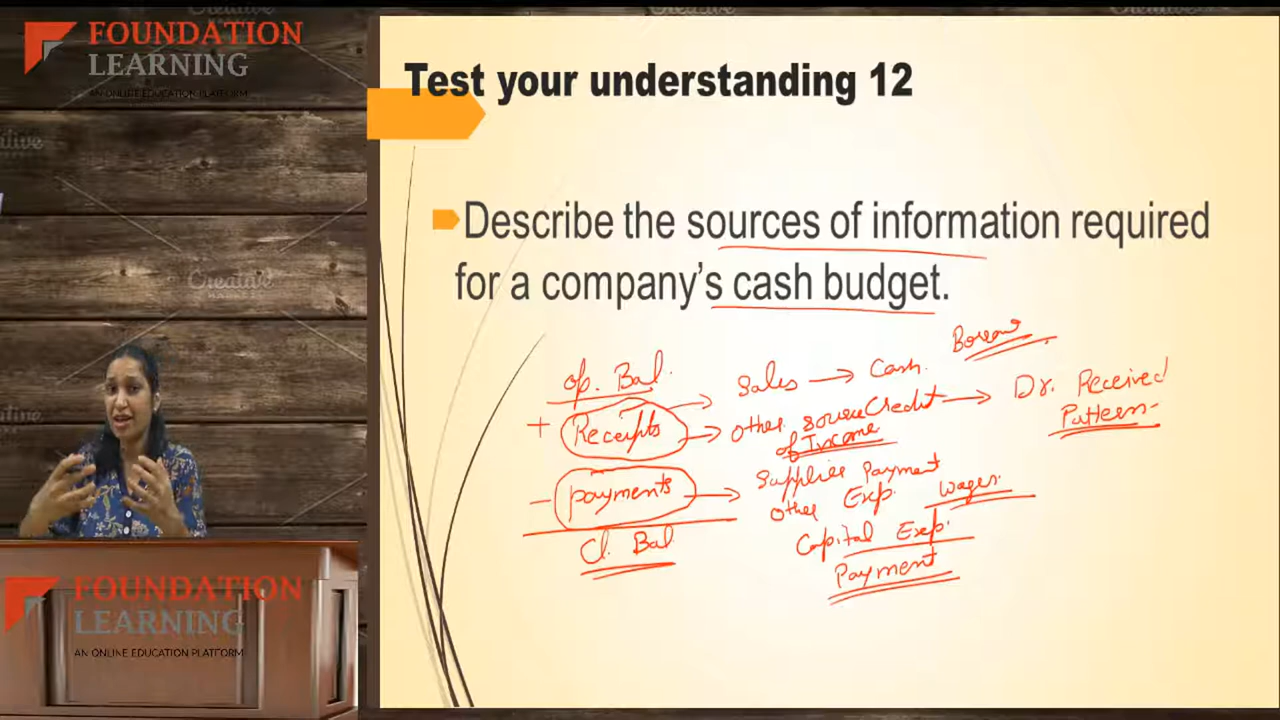 FOUNDATION
LEARNING
AN ONLINE EDUCATION PLATFORM
Creative
Test your understanding 12
Describe the sources of information required
for a company's cash budget.
Borrow
op. Bal.
Sales → Cash.
+ Receipts → Other source Credit → Dr. Received
of Income
Pattern
- payments → Supplier Payment
Other Exp. wages.
Cl. Bal
Capital Exp.
Payment
FOUNDATION
LEARNING
AN ONLINE EDUCATION PLATFORM